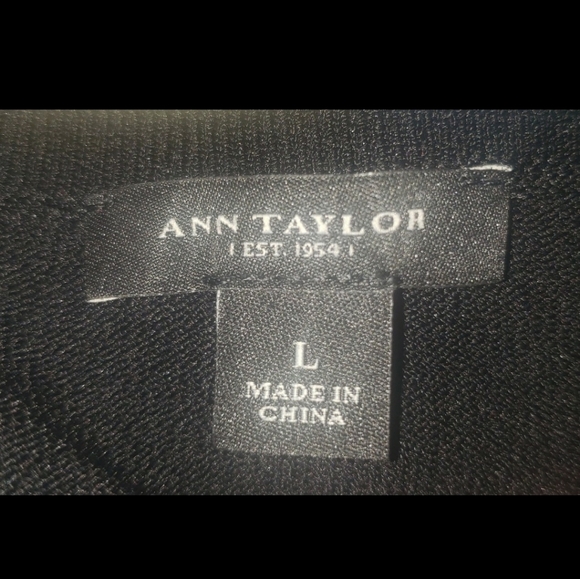 ANN TAYLOR
| EST. 1954 |
L
MADE IN
CHINA